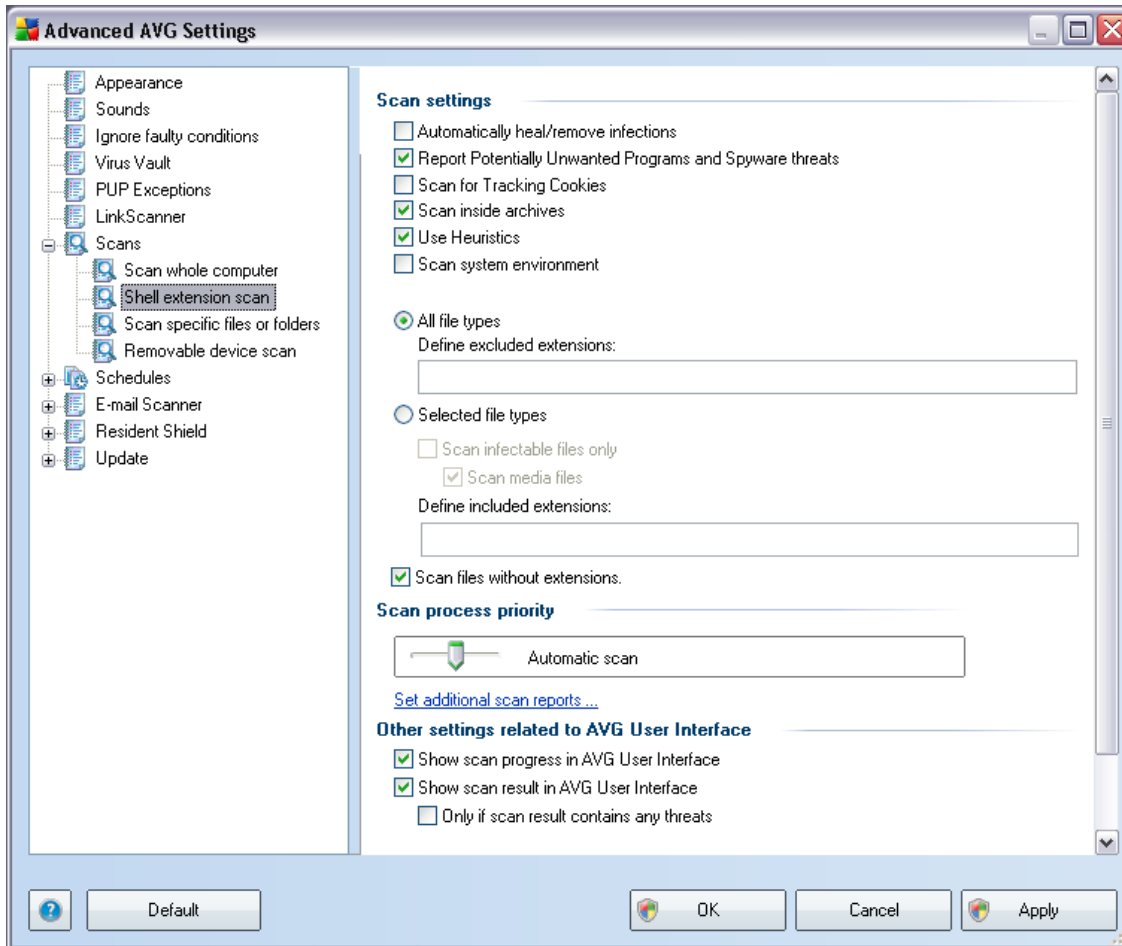 Advanced AVG Settings
Appearance
Sounds
Ignore faulty conditions
Virus Vault
PUP Exceptions
LinkScanner
Scans
Scan whole computer
Shell extension scan
Scan specific files or folders
Removable device scan
Schedules
E-mail Scanner
Resident Shield
Update
Scan settings
Automatically heal/remove infections
Report Potentially Unwanted Programs and Spyware threats
Scan for Tracking Cookies
Scan inside archives
Use Heuristics
Scan system environment
All file types
Define excluded extensions:
Selected file types
Scan infectable files only
Scan media files
Define included extensions:
Scan files without extensions.
Scan process priority
Automatic scan
Set additional scan reports ...
Other settings related to AVG User Interface
Show scan progress in AVG User Interface
Show scan result in AVG User Interface
Only if scan result contains any threats
Default
OK
Cancel
Apply